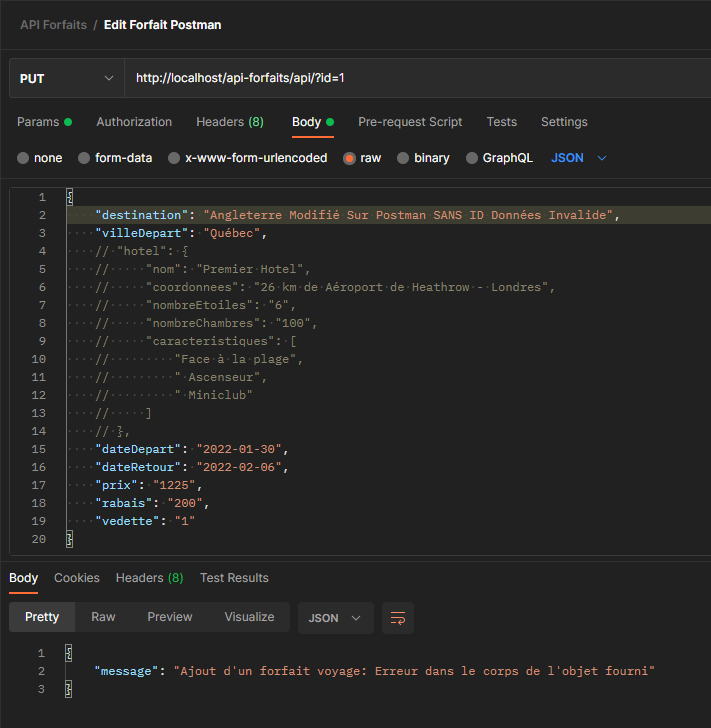 API Forfaits / Edit Forfait Postman
PUT http://localhost/api-forfaits/api/?id=1
Params Authorization Headers (8) Body Pre-request Script Tests Settings
none form-data x-www-form-urlencoded raw binary GraphQL JSON
1 {
2 "destination": "Angleterre Modifié Sur Postman SANS ID Données Invalide",
3 "villeDepart": "Québec",
4 // "hotel": {
5 // "nom": "Premier Hotel",
6 // "coordonnees": "26 km de Aéroport de Heathrow - Londres",
7 // "nombreEtoiles": "6",
8 // "nombreChambres": "100",
9 // "caracteristiques": [
10 // "Face à la plage",
11 // " Ascenseur",
12 // " Miniclub"
13 // ]
14 // },
15 "dateDepart": "2022-01-30",
16 "dateRetour": "2022-02-06",
17 "prix": "1225",
18 "rabais": "200",
19 "vedette": "1"
20 }
Body Cookies Headers (8) Test Results
Pretty Raw Preview Visualize JSON
1 {
2 "message": "Ajout d'un forfait voyage: Erreur dans le corps de l'objet fourni"
3 }